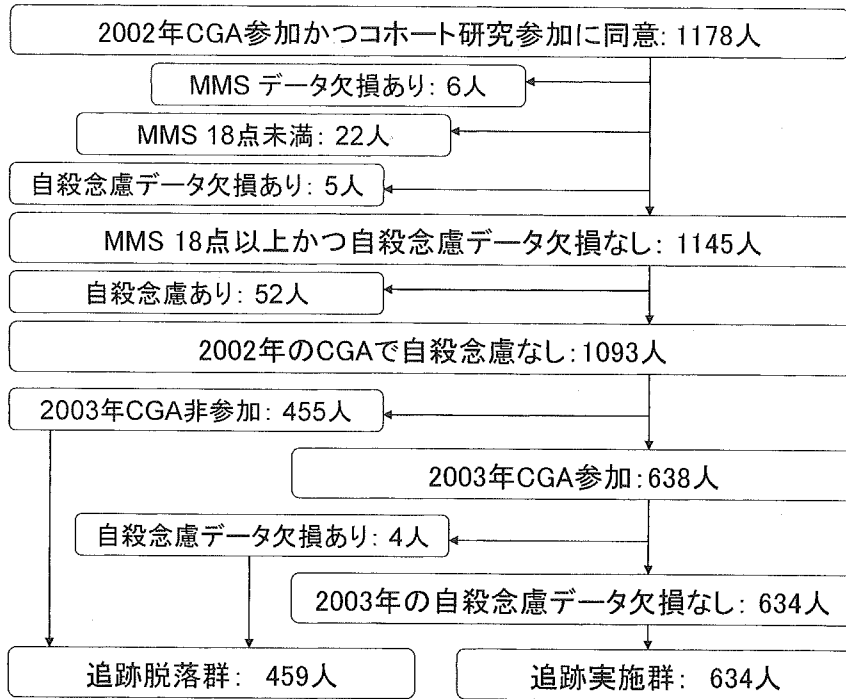 2002年CGA参加かつコホート研究参加に同意: 1178人
MMS データ欠損あり: 6人
MMS 18点未満: 22人
自殺念慮データ欠損あり: 5人
MMS 18点以上かつ自殺念慮データ欠損なし: 1145人
自殺念慮あり: 52人
2002年のCGAで自殺念慮なし:1093人
2003年CGA非参加: 455人
2003年CGA参加:638人
自殺念慮データ欠損あり: 4人
2003年の自殺念慮データ欠損なし: 634人
追跡脱落群: 459人
追跡実施群: 634人